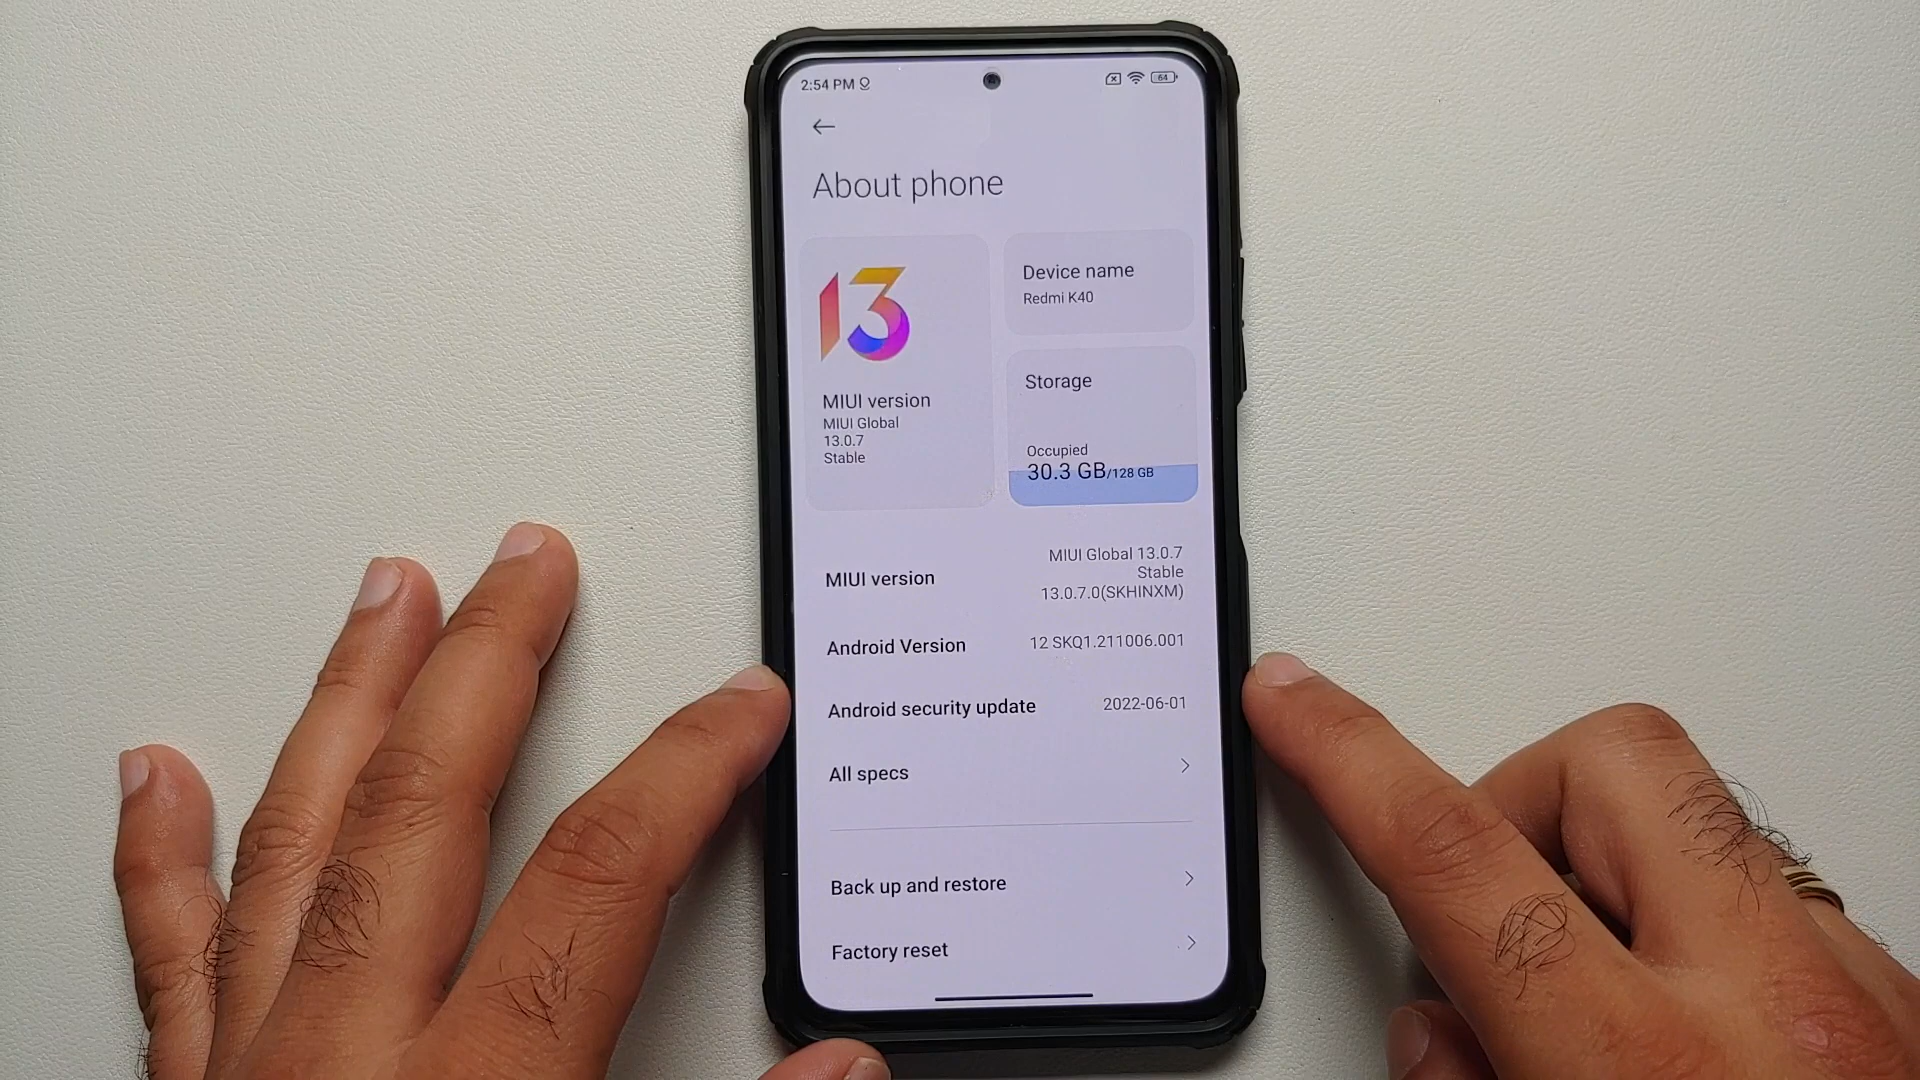 2:54 PM
64
About phone
13
Device name
Redmi K40
Storage
MIUI version
MIUI Global
13.0.7
Stable
Occupied
30.3 GB/128 GB
MIUI version
MIUI Global 13.0.7
Stable
13.0.7.0(SKHINXM)
Android Version
12 SKQ1.211006.001
Android security update
2022-06-01
All specs
Back up and restore
Factory reset